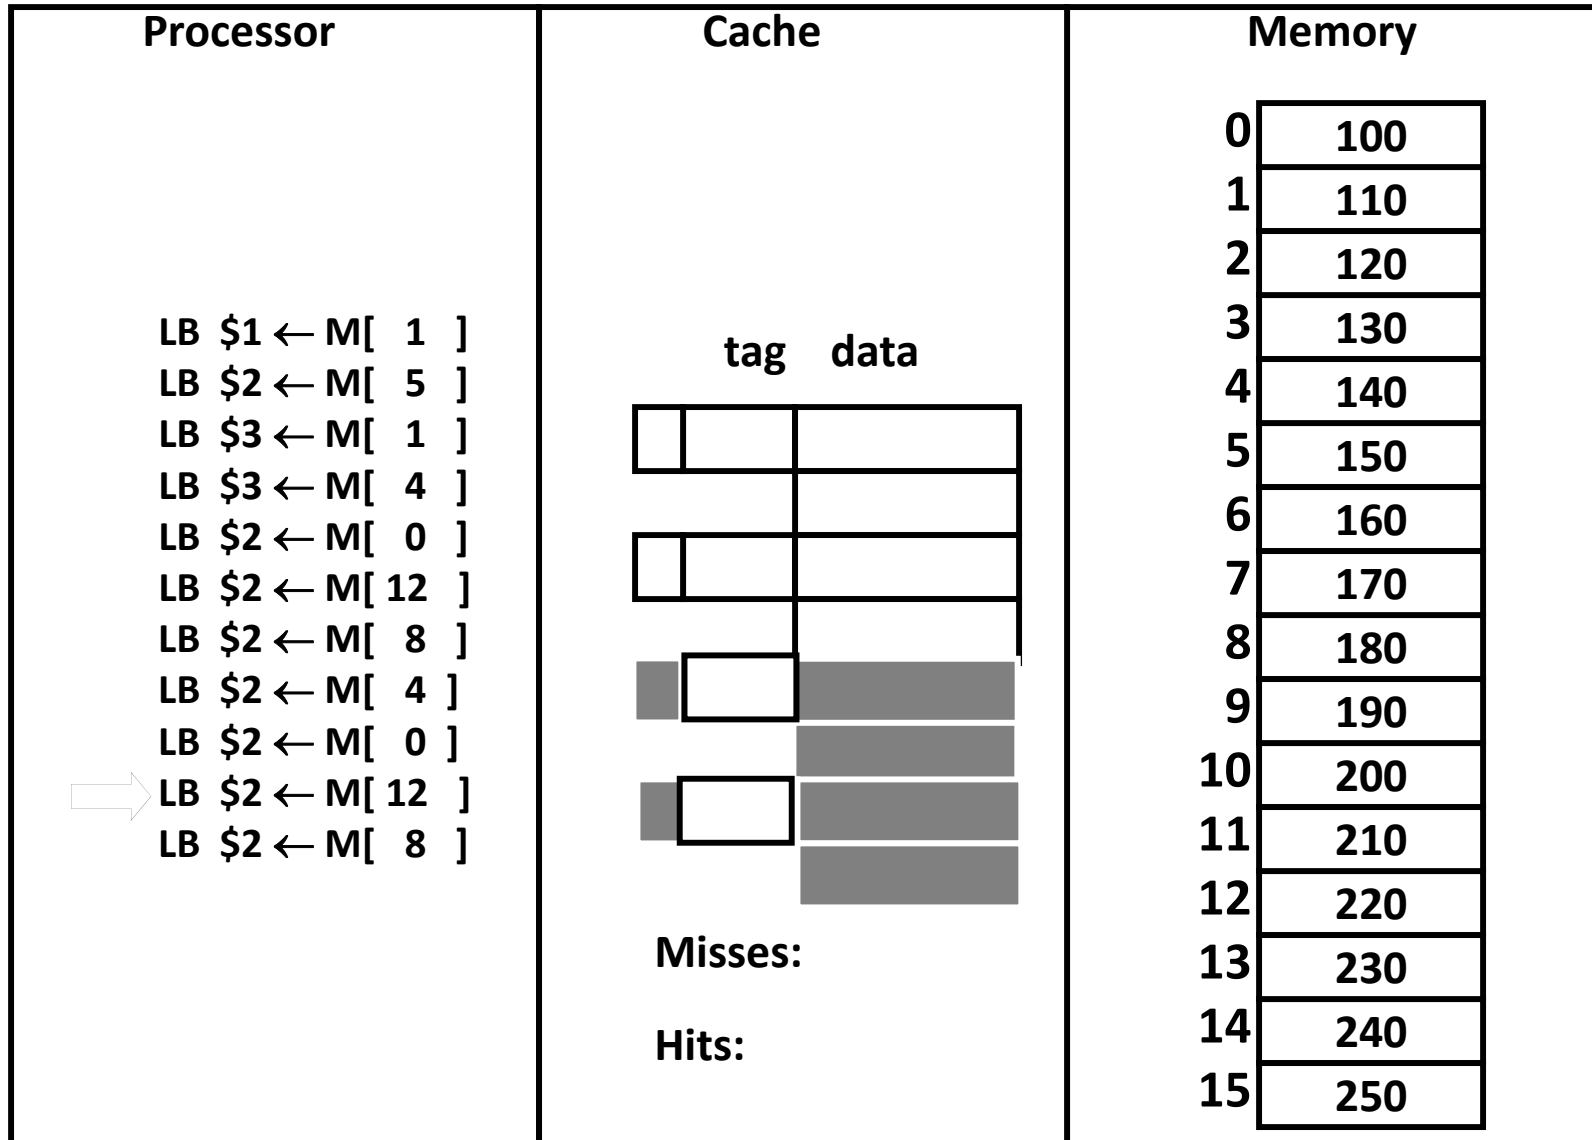 Processor
LB $1 ← M[ 1 ]
LB $2 ← M[ 5 ]
LB $3 ← M[ 1 ]
LB $3 ← M[ 4 ]
LB $2 ← M[ 0 ]
LB $2 ← M[ 12 ]
LB $2 ← M[ 8 ]
LB $2 ← M[ 4 ]
LB $2 ← M[ 0 ]
LB $2 ← M[ 12 ]
LB $2 ← M[ 8 ]
Cache
tag data
Misses:
Hits:
Memory
0 100
1 110
2 120
3 130
4 140
5 150
6 160
7 170
8 180
9 190
10 200
11 210
12 220
13 230
14 240
15 250